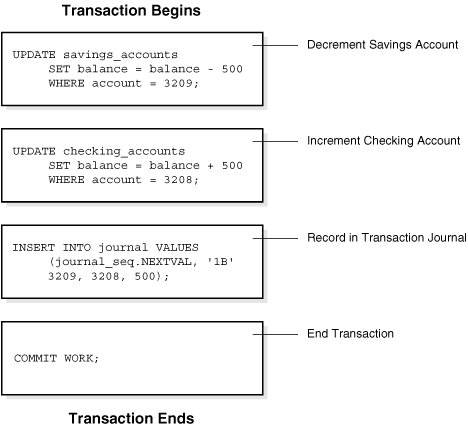 Transaction Begins
UPDATE savings_accounts
SET balance = balance - 500
WHERE account = 3209;
Decrement Savings Account
UPDATE checking_accounts
SET balance = balance + 500
WHERE account = 3208;
Increment Checking Account
INSERT INTO journal VALUES
(journal_seq.NEXTVAL, '1B'
3209, 3208, 500);
Record in Transaction Journal
COMMIT WORK;
End Transaction
Transaction Ends